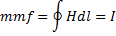 mmf = ∮ Hdl = I